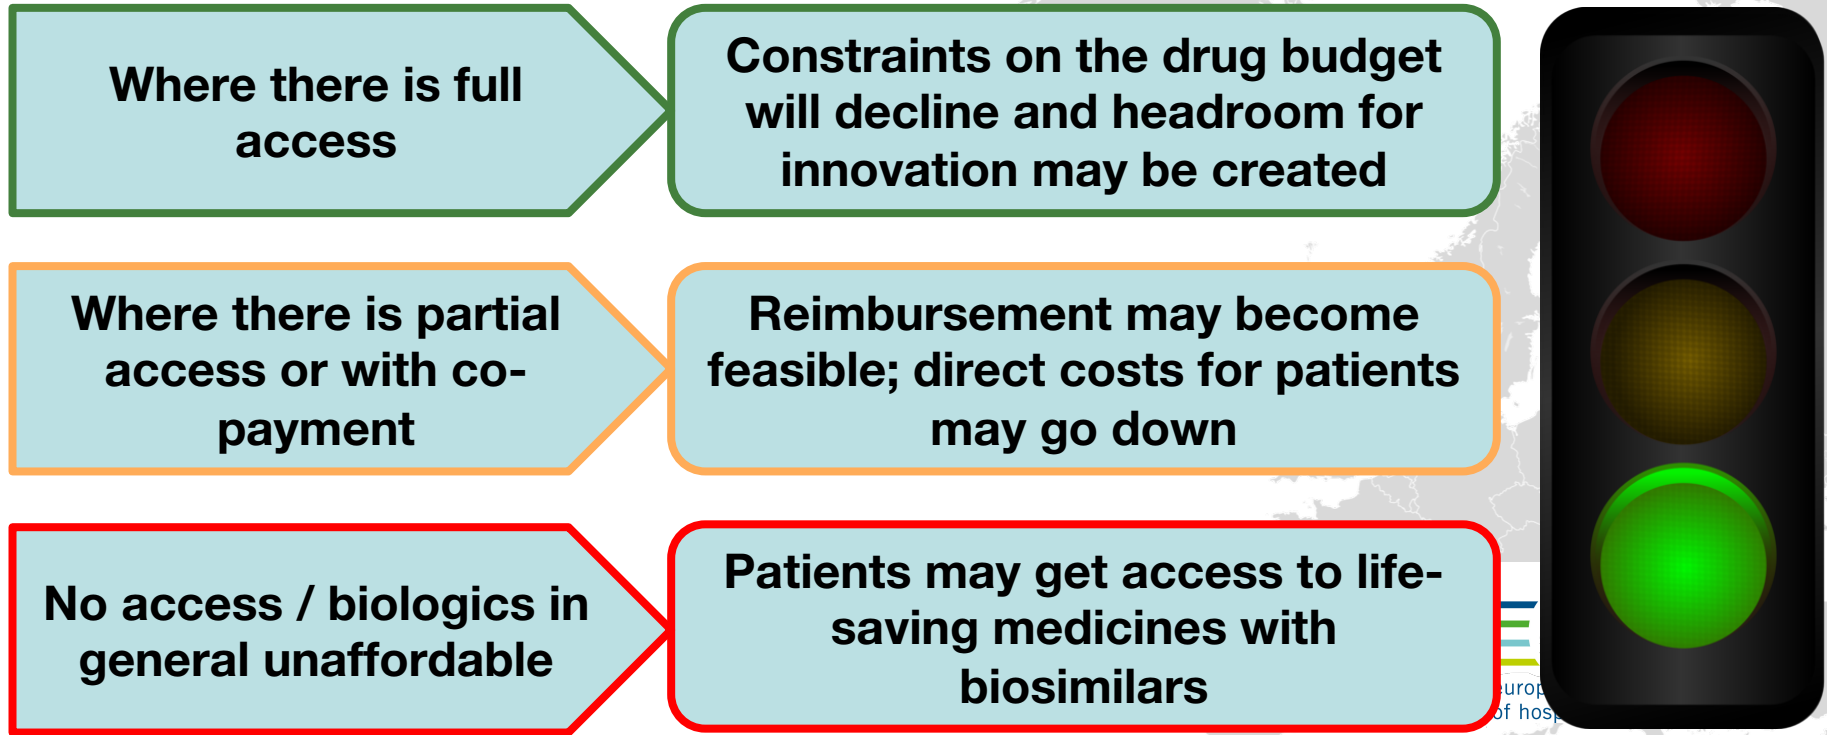 Where there is full
access
Constraints on the drug budget
will decline and headroom for
innovation may be created
Where there is partial
access or with co-
payment
Reimbursement may become
feasible; direct costs for patients
may go down
No access / biologics in
general unaffordable
Patients may get access to life-
saving medicines with
biosimilars
of